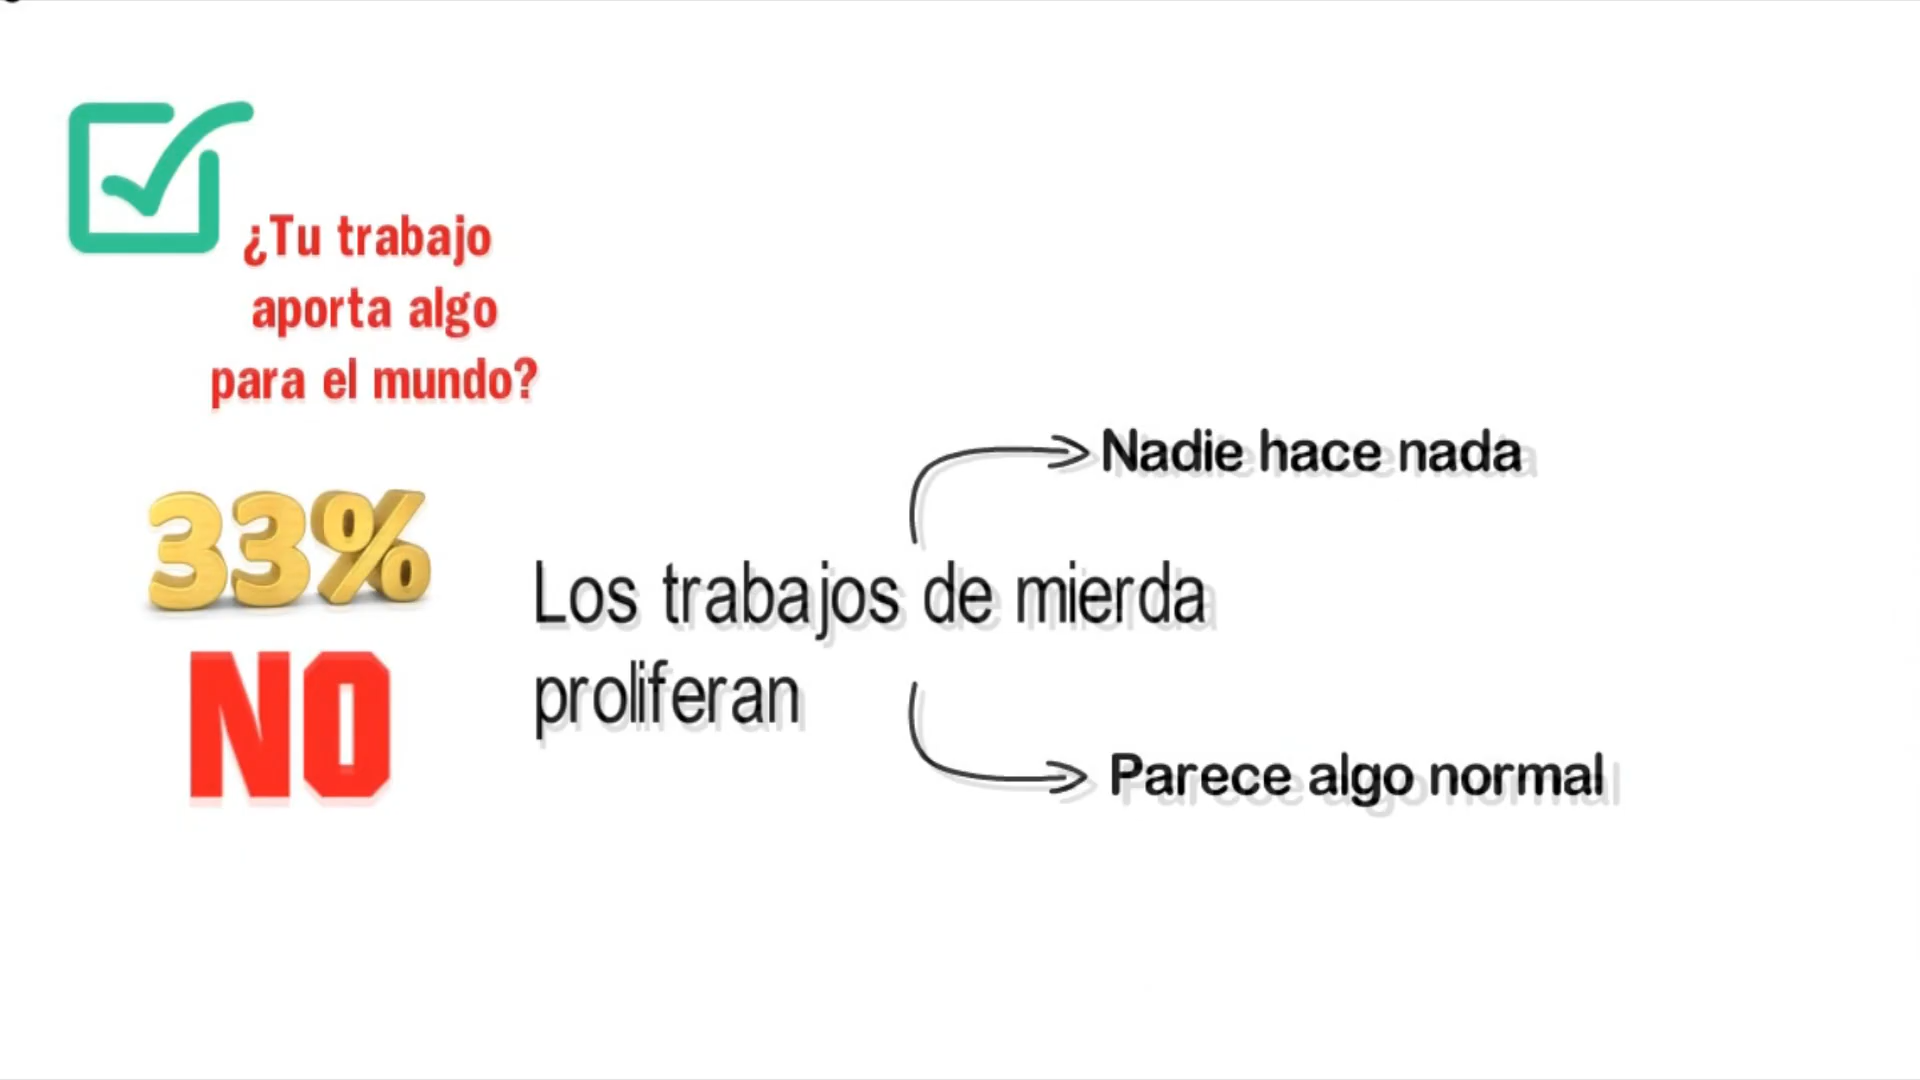 ¿Tu trabajo
aporta algo
para el mundo?
33%
NO
Nadie hace nada
Los trabajos de mierda
proliferan
Parece algo normal